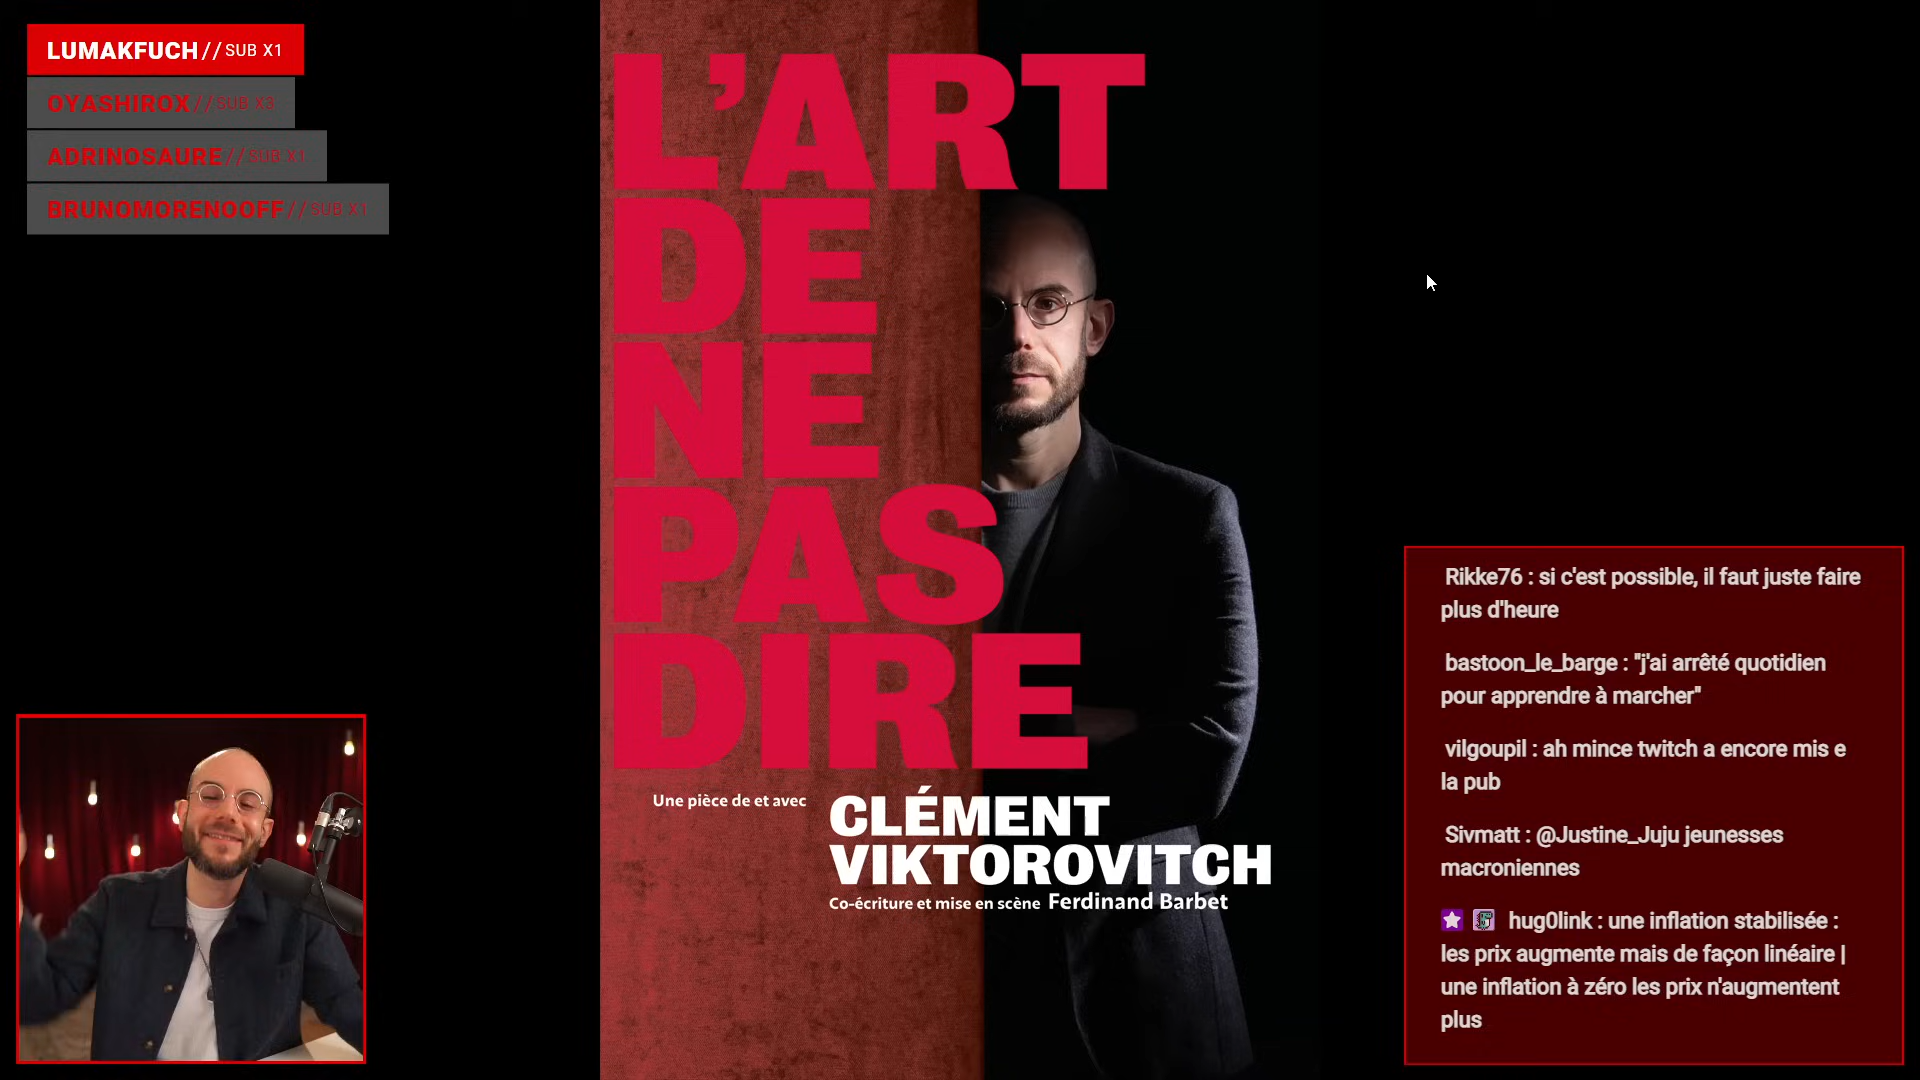 LUMAKFUCH // SUB X1
OYASHIROX // SUB X3
ADRINOSAURE // SUB X1
BRUNOMORENOOFF // SUB X1
L'ART
DE
NE
PAS
DIRE
Une pièce de et avec
CLÉMENT
VIKTOROVITCH
Co-écriture et mise en scène Ferdinand Barbet
Rikke76 : si c'est possible, il faut juste faire
plus d'heure
bastoon_le_barge : "j'ai arrêté quotidien
pour apprendre à marcher"
vilgoupil : ah mince twitch a encore mis e
la pub
Sivmatt : @Justine_Juju jeunesses
macroniennes
hug0link : une inflation stabilisée :
les prix augmente mais de façon linéaire |
une inflation à zéro les prix n'augmentent
plus